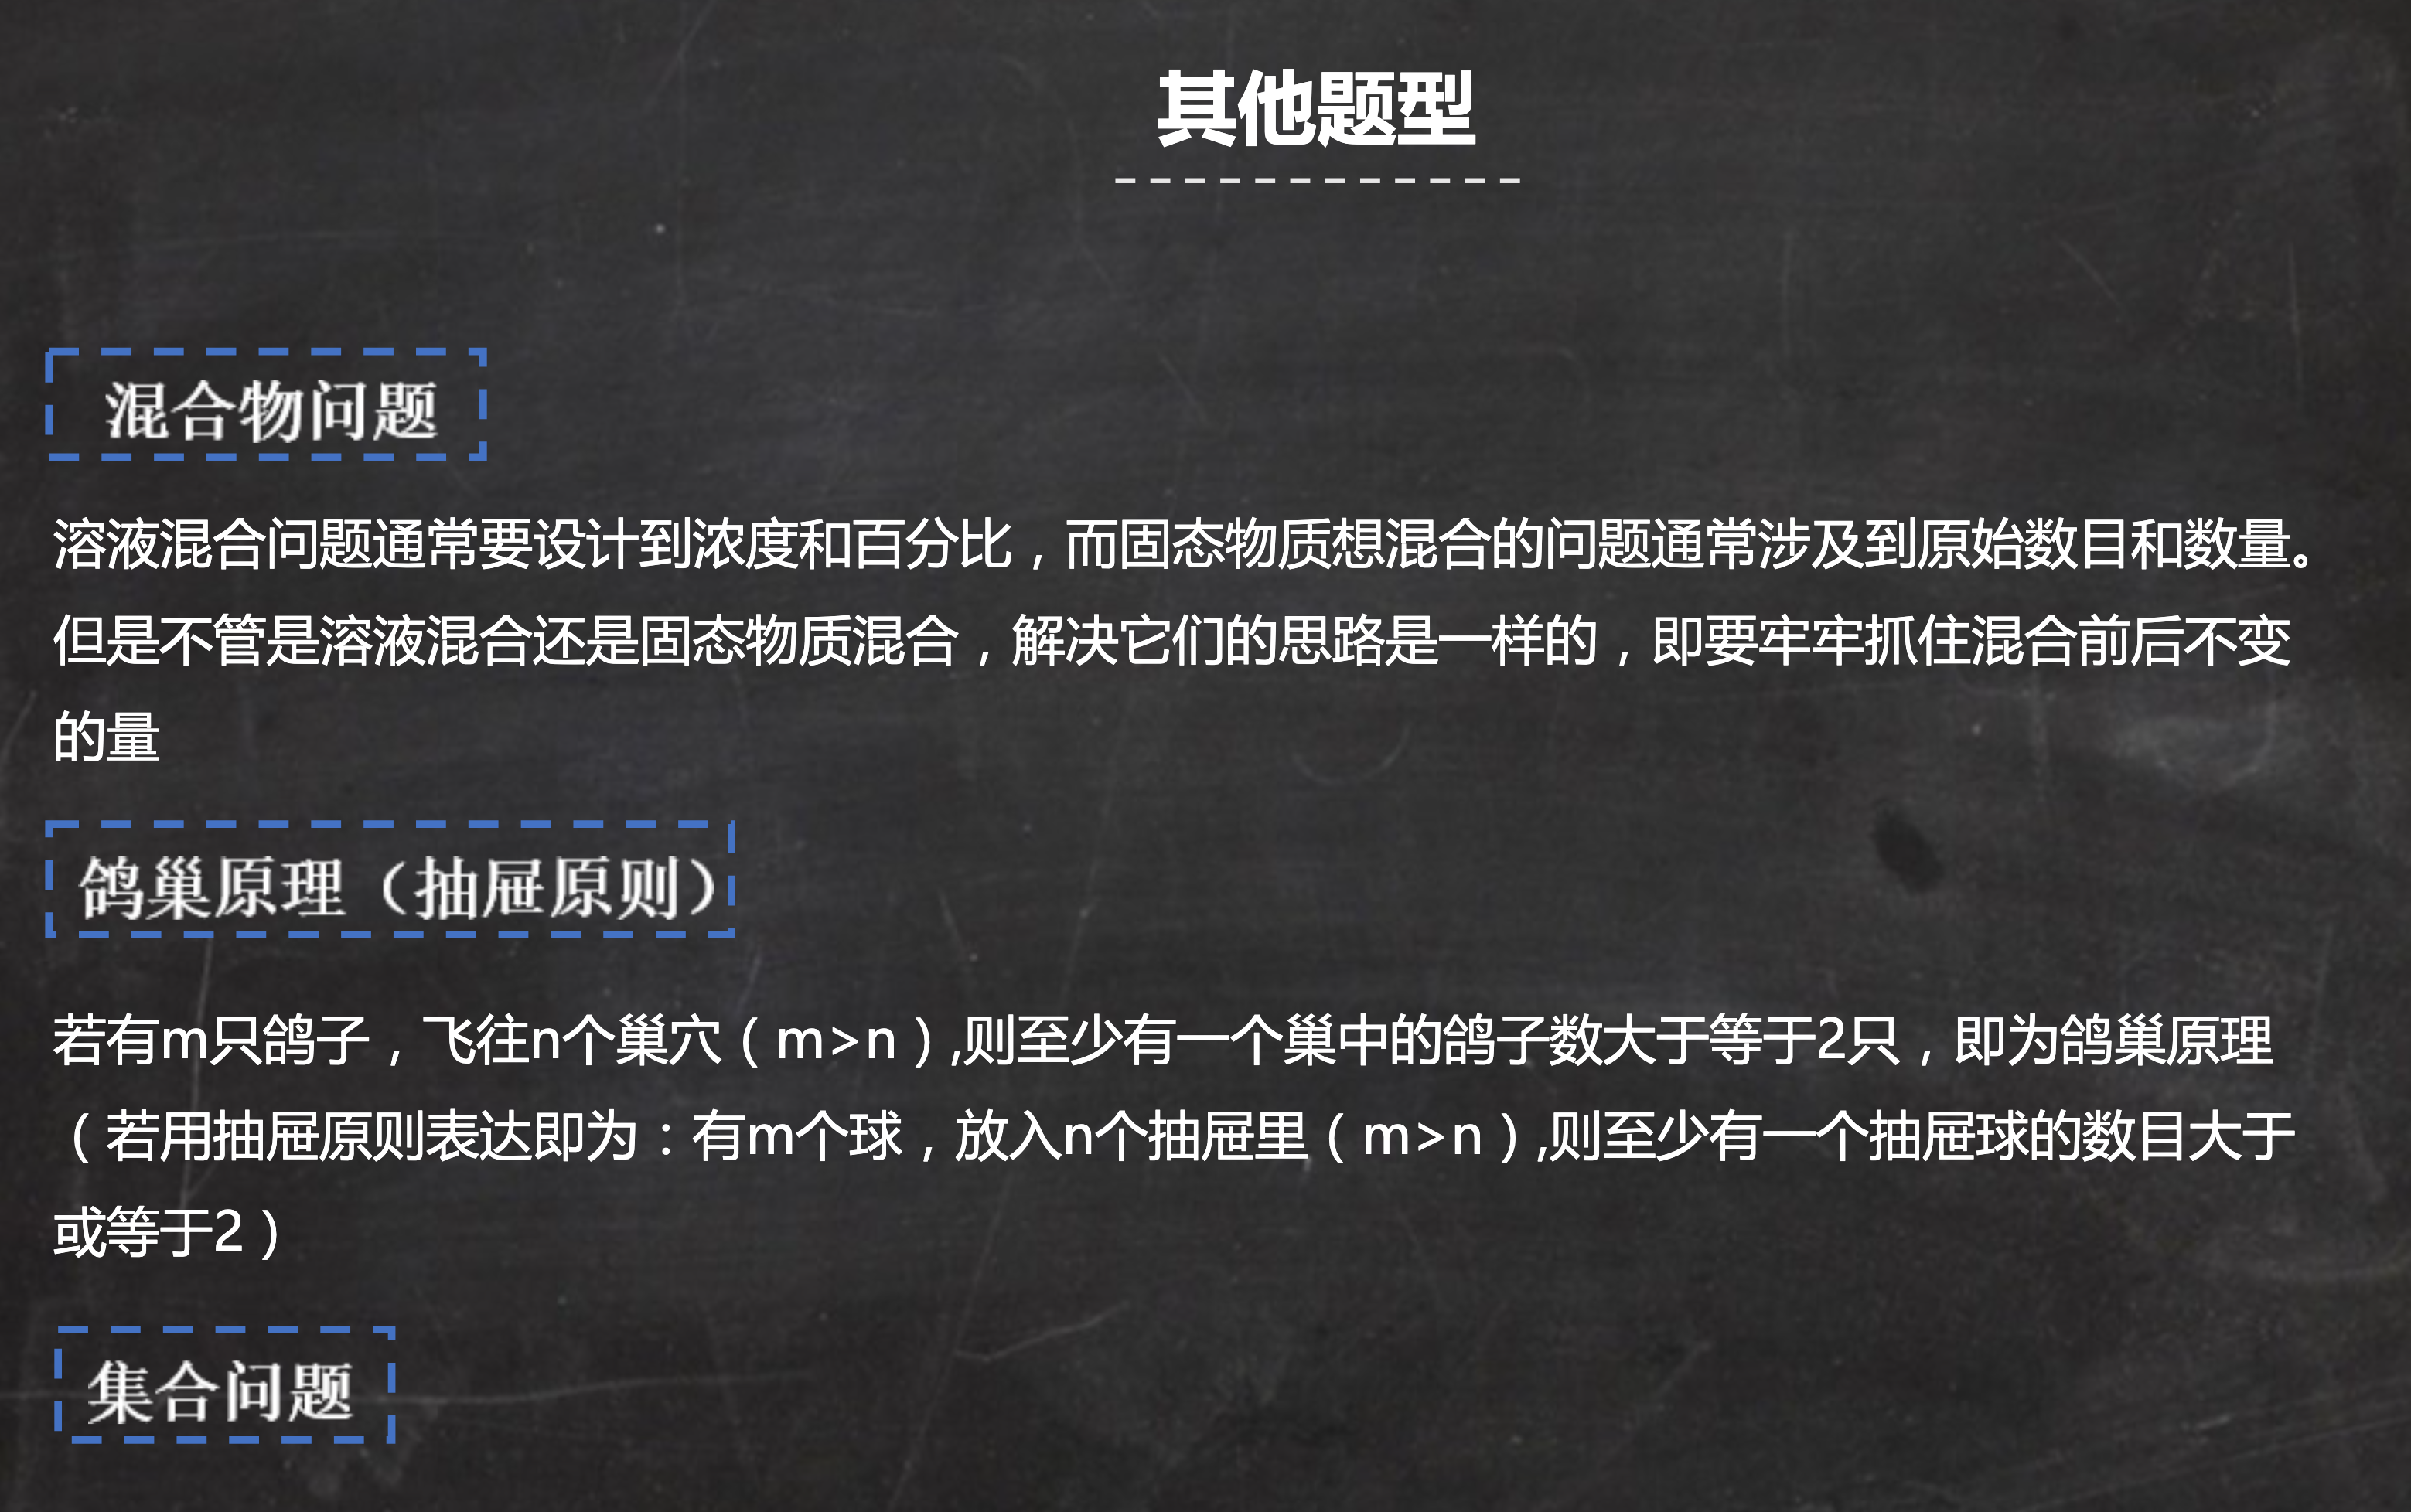 其他题型
混合物问题
溶液混合问题通常要设计到浓度和百分比，而固态物质想混合的问题通常涉及到原始数目和数量。
但是不管是溶液混合还是固态物质混合，解决它们的思路是一样的，即要牢牢抓住混合前后不变
的量
鸽巢原理（抽屉原则）
若有m只鸽子，飞往n个巢穴（m>n）,则至少有一个巢中的鸽子数大于等于2只，即为鸽巢原理
（若用抽屉原则表达即为：有m个球，放入n个抽屉里（m>n）,则至少有一个抽屉球的数目大于
或等于2）
集合问题